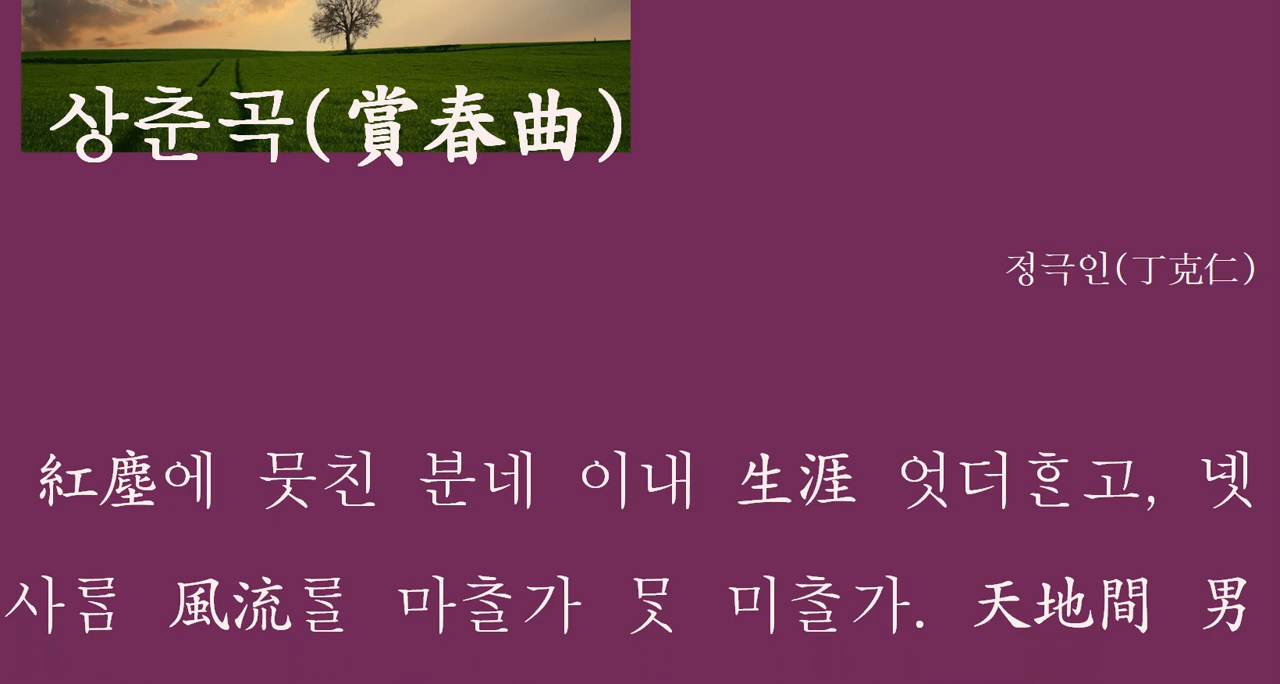 상춘곡(賞春曲)
정극인(丁克仁)
紅塵에 뭇친 분네 이내 生涯 엇더ᄒᆞᆫ고, 녯
사ᄅᆞᆷ 風流ᄅᆞᆯ 마ᄎᆞᆯ가 ᄆᆞᆺ 미ᄎᆞᆯ가. 天地間 男